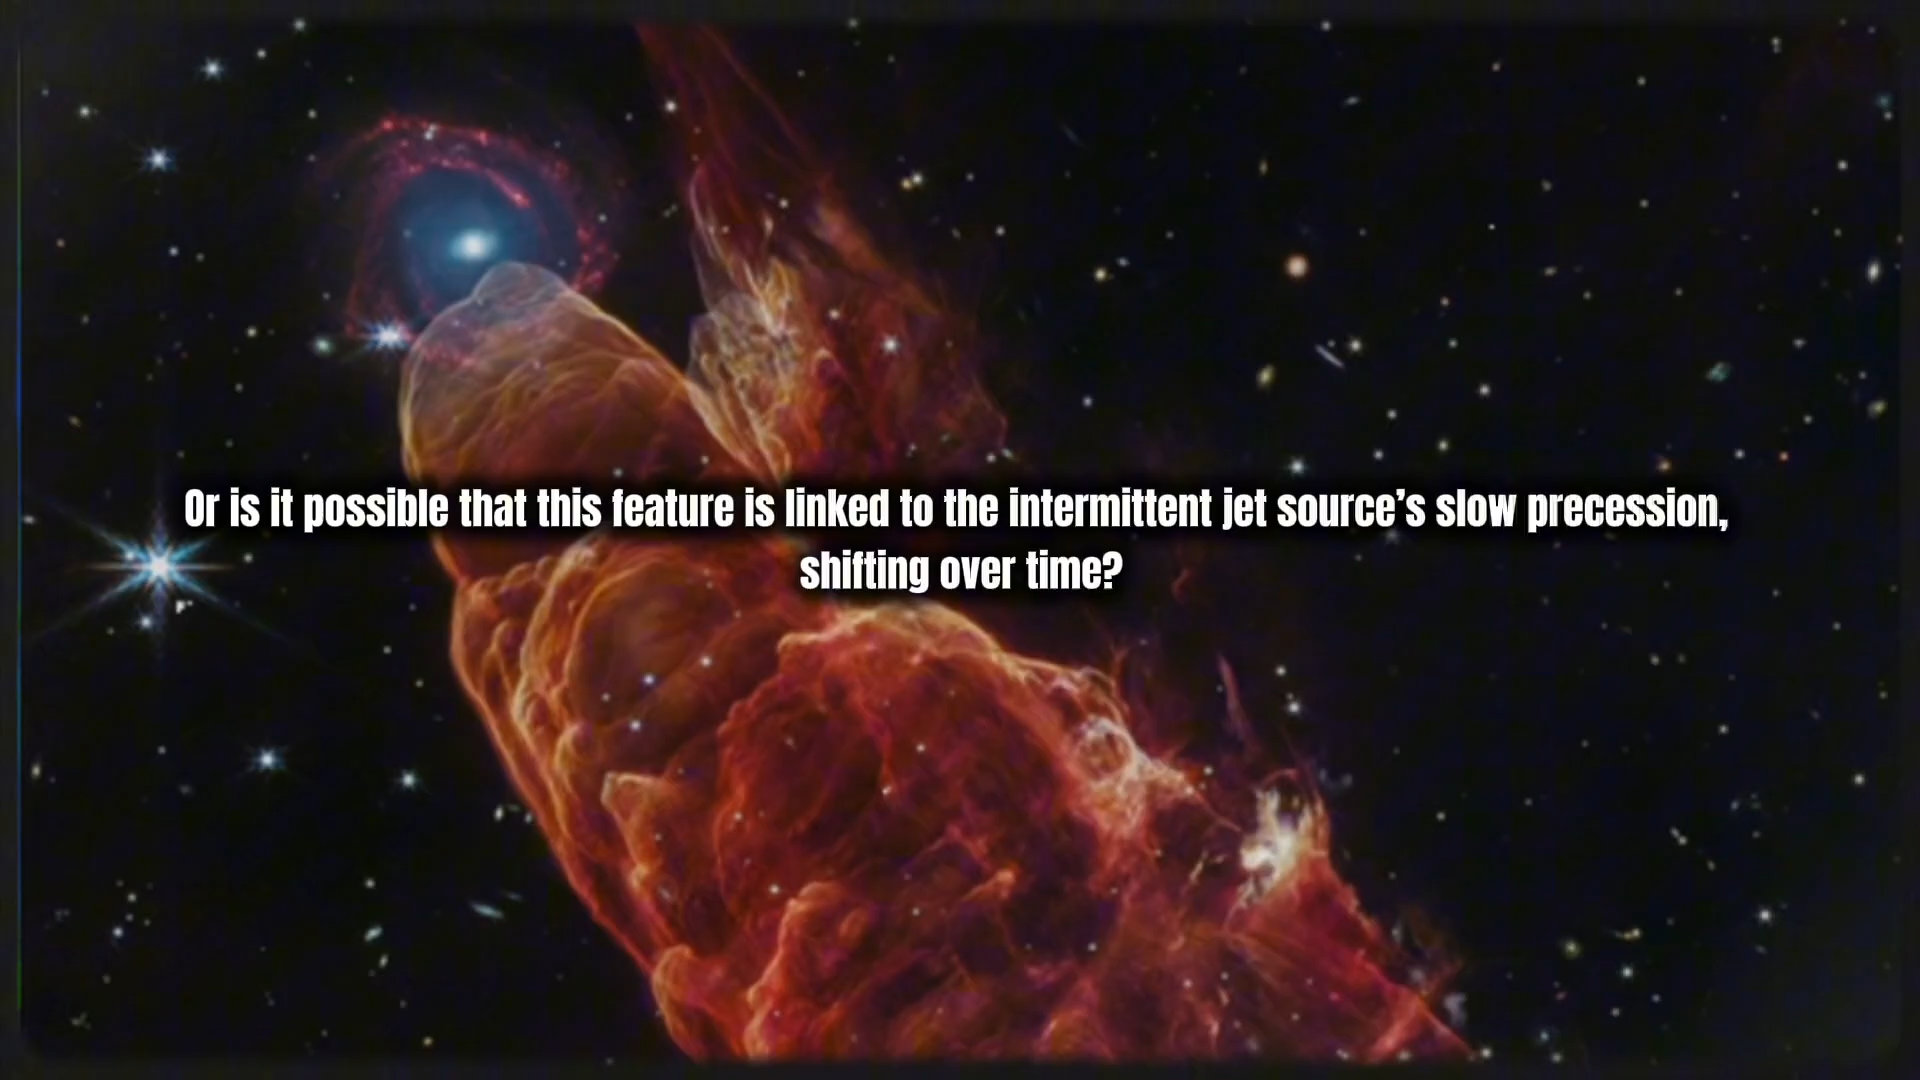 Or is it possible that this feature is linked to the intermittent jet source’s slow precession,
shifting over time?